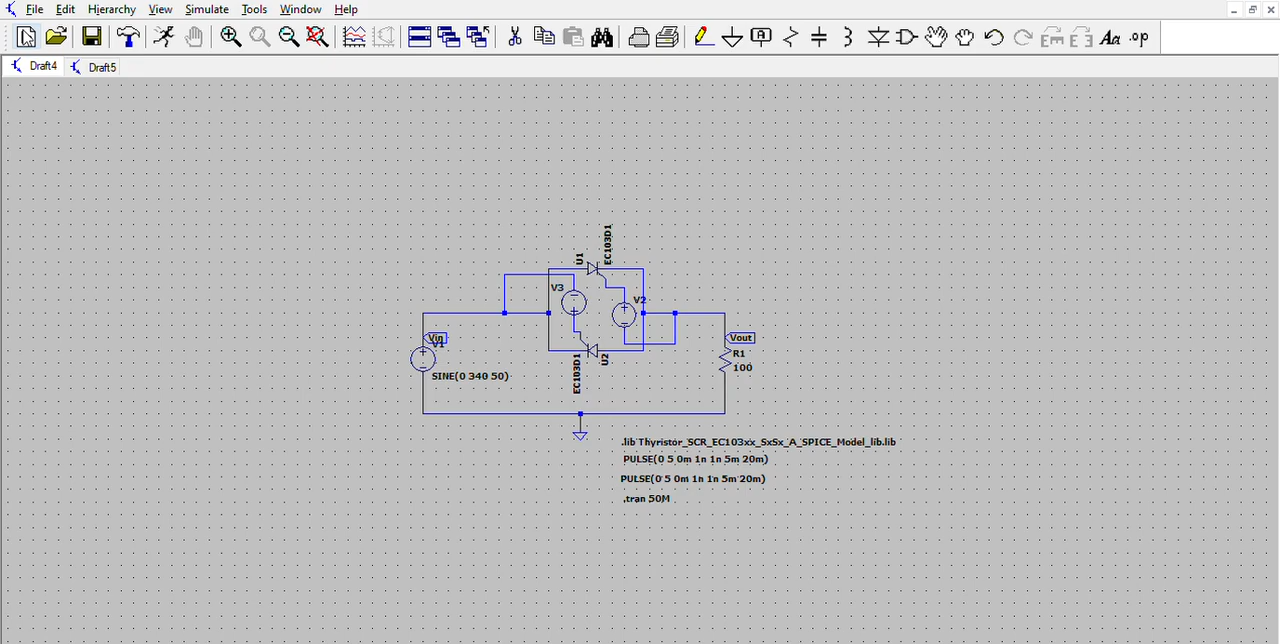 File Edit Hierarchy View Simulate Tools Window Help
Aa .op
Draft4 Draft5
U1
EC103D1
V3
V2
Vin
V1
SINE(0 340 50)
EC103D1
U2
Vout
R1
100
.lib Thyristor_SCR_EC103xx_SxSx_A_SPICE_Model_lib.lib
PULSE(0 5 0m 1n 1n 5m 20m)
PULSE(0 5 0m 1n 1n 5m 20m)
.tran 50M